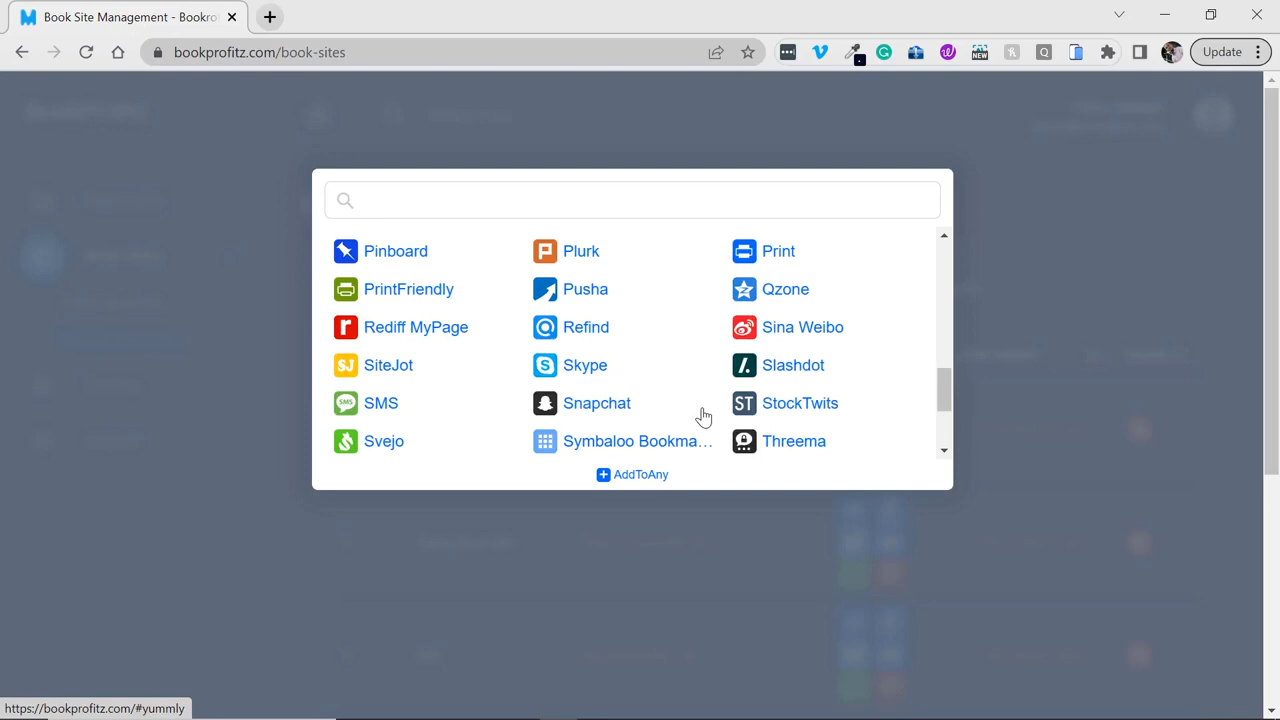 Book Site Management - Bookro
bookprofitz.com/book-sites
NEW
Update
Pinboard
Plurk
Print
PrintFriendly
Pusha
Qzone
Rediff MyPage
Refind
Sina Weibo
SiteJot
Skype
Slashdot
SMS
Snapchat
StockTwits
Svejo
Symbaloo Bookma...
Threema
AddToAny
https://bookprofitz.com/#yummly